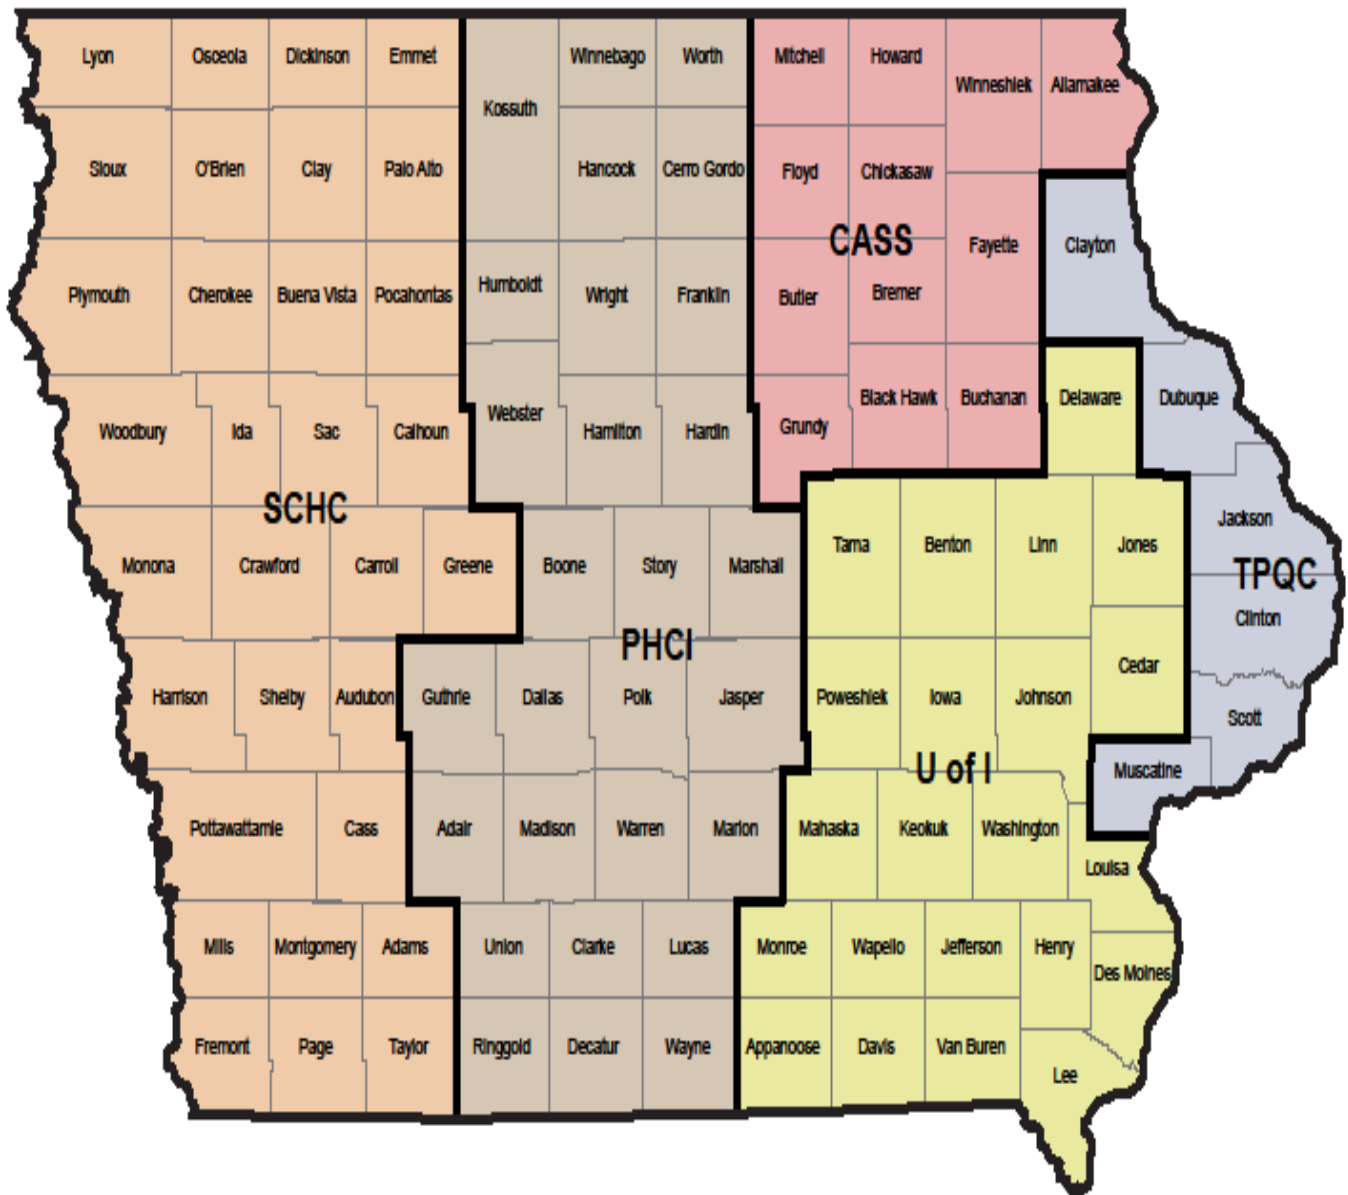 Lyon Osceola Dickinson Emmet Winnebago Worth Mitchell Howard
Kossuth Winneshiek Allamakee
Sioux O'Brien Clay Palo Alto Hancock Cerro Gordo Floyd Chickasaw
CASS
Fayette Clayton
Plymouth Cherokee Buena Vista Pocahontas Humboldt Wright Franklin Butler Bremer
Woodbury Ida Sac Calhoun Webster Hamilton Hardin Grundy Black Hawk Buchanan Delaware Dubuque
SCHC
Jackson
Monona Crawford Carroll Greene Boone Story Marshall Tama Benton Linn Jones
TPQC
Clinton
PHCI
Cedar
Harrison Shelby Audubon Guthrie Dallas Polk Jasper Poweshiek Iowa Johnson
Scott
U of I
Muscatine
Pottawattamie Cass Adair Madison Warren Marion Mahaska Keokuk Washington
Louisa
Mills Montgomery Adams Union Clarke Lucas Monroe Wapello Jefferson Henry
Des Moines
Fremont Page Taylor Ringgold Decatur Wayne Appanoose Davis Van Buren
Lee